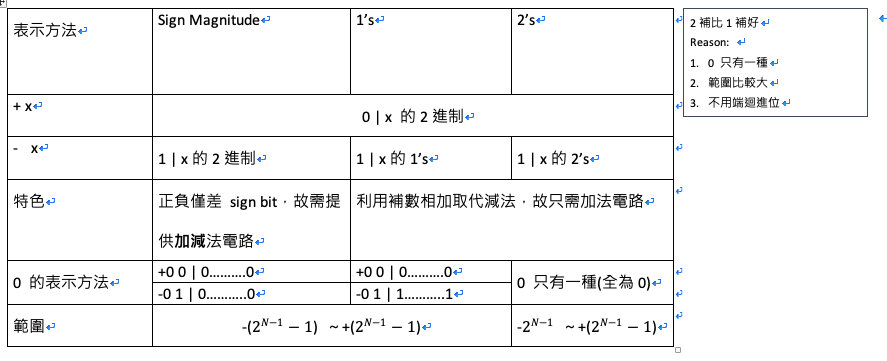 表示方法
Sign Magnitude
1’s
2’s
+ x
0 | x 的 2 進制
- x
1 | x 的 2 進制
1 | x 的 1’s
1 | x 的 2’s
特色
正負僅差 sign bit，故需提
供加減法電路
利用補數相加取代減法，故只需加法電路
0 的表示方法
+0 0 | 0..........0
-0 1 | 0...........0
+0 0 | 0..........0
-0 1 | 1...........1
0 只有一種(全為 0)
範圍
-(2^{N-1} − 1) ~+(2^{N-1} − 1)
-2^{N-1} ~+(2^{N-1} − 1)
2 補比 1 補好
Reason:
1. 0 只有一種
2. 範圍比較大
3. 不用端迴進位